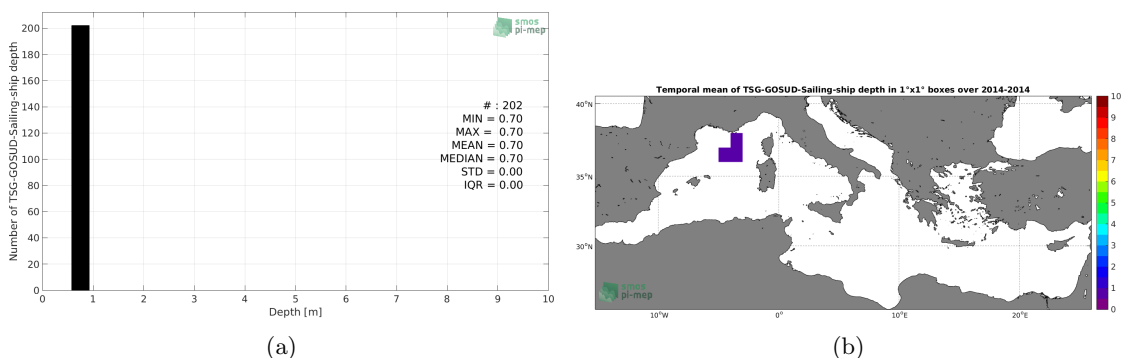 smos
pi-mep
200
180
160
140
120
100
80
60
40
20
0
Number of TSG-GOSUD-Sailing-ship depth
# : 202
MIN = 0.70
MAX = 0.70
MEAN = 0.70
MEDIAN = 0.70
STD = 0.00
IQR = 0.00
0 1 2 3 4 5 6 7 8 9 10
Depth [m]
(a)
Temporal mean of TSG-GOSUD-Sailing-ship depth in 1°x1° boxes over 2014-2014
40°N
35°N
30°N
10°W 0° 10°E 20°E
10
9
8
7
6
5
4
3
2
1
0
smos
pi-mep
(b)